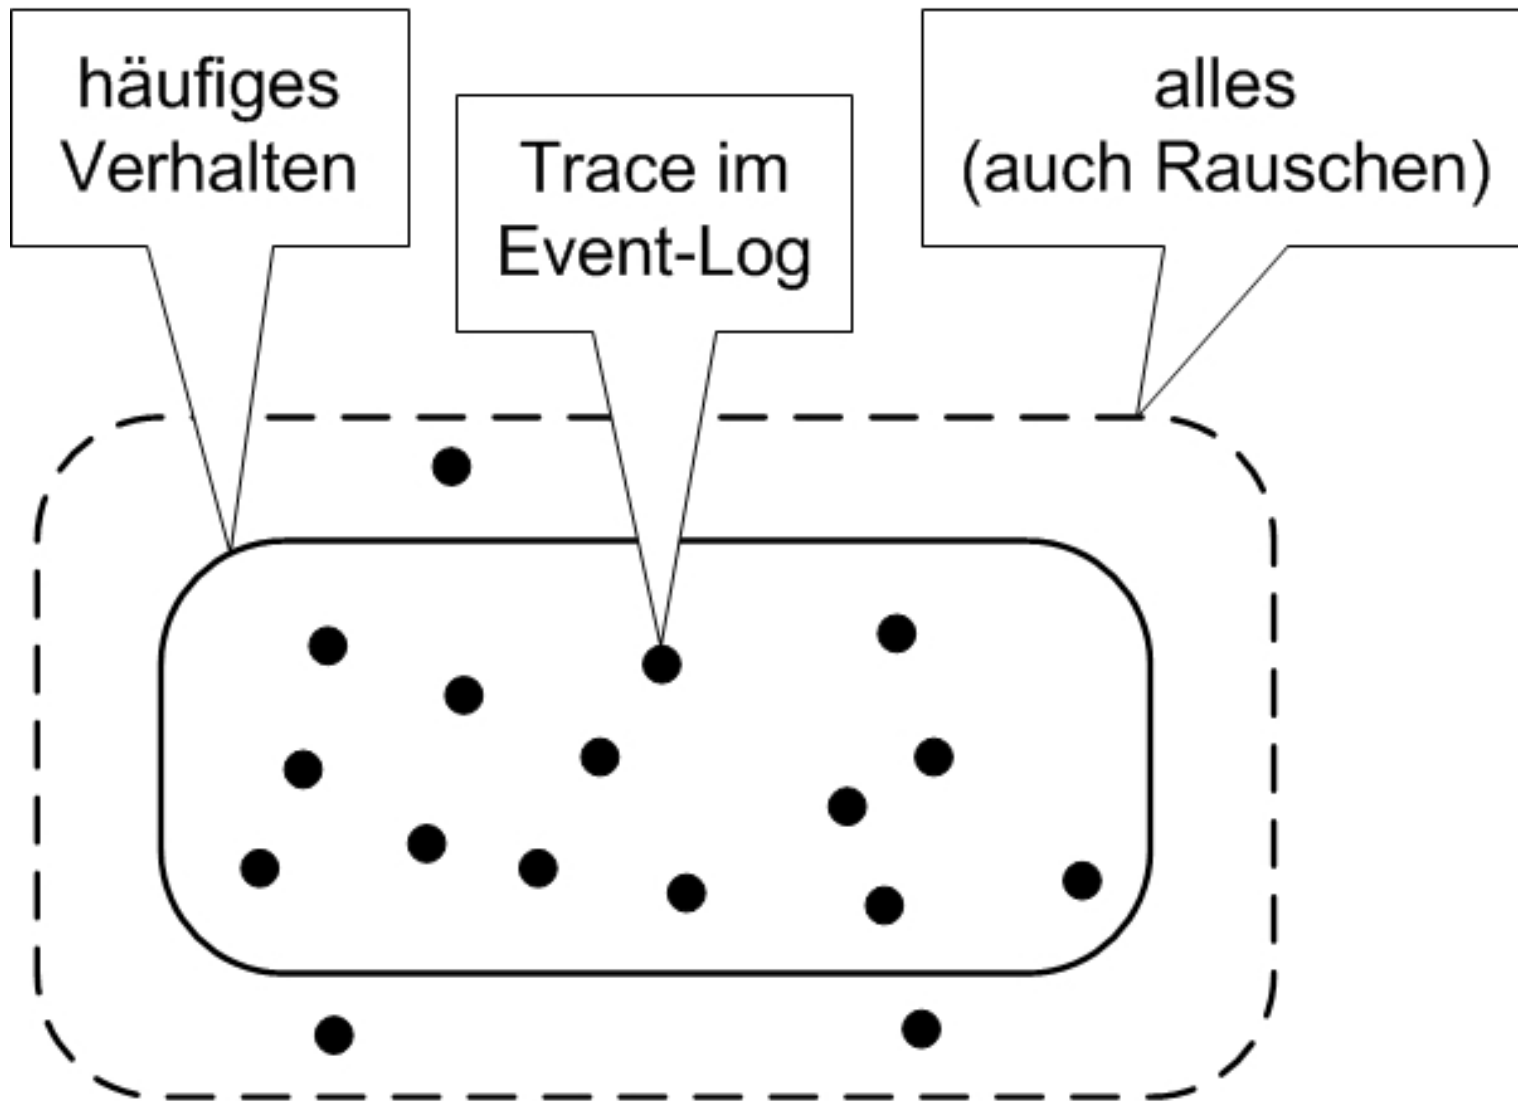 häufiges
Verhalten
Trace im
Event-Log
alles
(auch Rauschen)